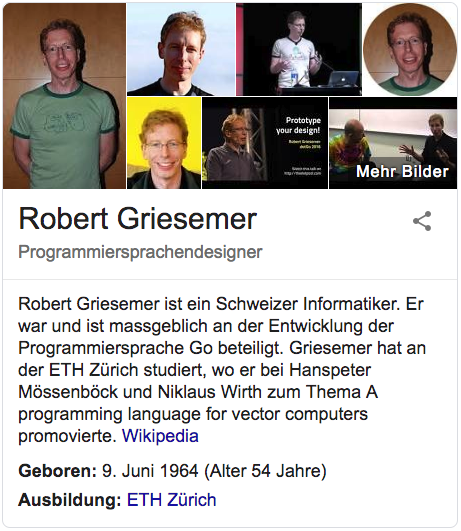 Prototype
your design!
Robert Griesemer
dotGo 2016
Mehr Bilder
Robert Griesemer
Programmiersprachendesigner
Robert Griesemer ist ein Schweizer Informatiker. Er
war und ist massgeblich an der Entwicklung der
Programmiersprache Go beteiligt. Griesemer hat an
der ETH Zürich studiert, wo er bei Hanspeter
Mössenböck und Niklaus Wirth zum Thema A
programming language for vector computers
promovierte. Wikipedia
Geboren: 9. Juni 1964 (Alter 54 Jahre)
Ausbildung: ETH Zürich